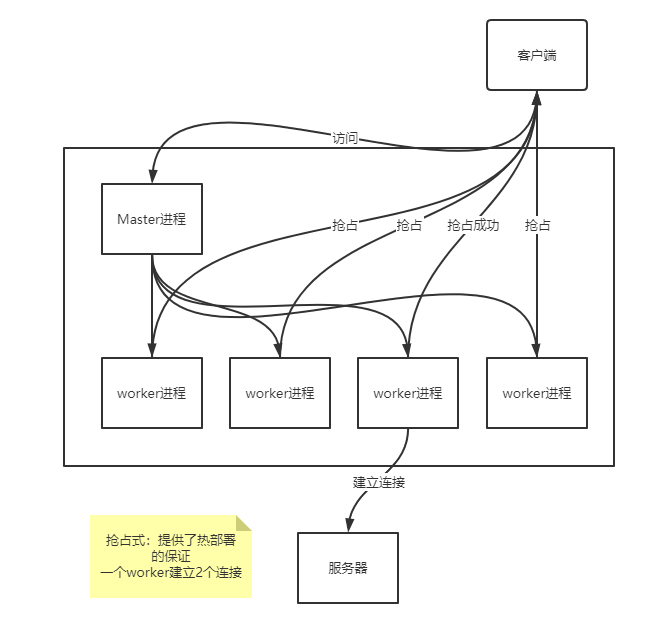 客户端
访问
Master进程
抢占
抢占
抢占成功
抢占
worker进程
worker进程
worker进程
worker进程
建立连接
抢占式：提供了热部署
的保证
一个worker建立2个连接
服务器